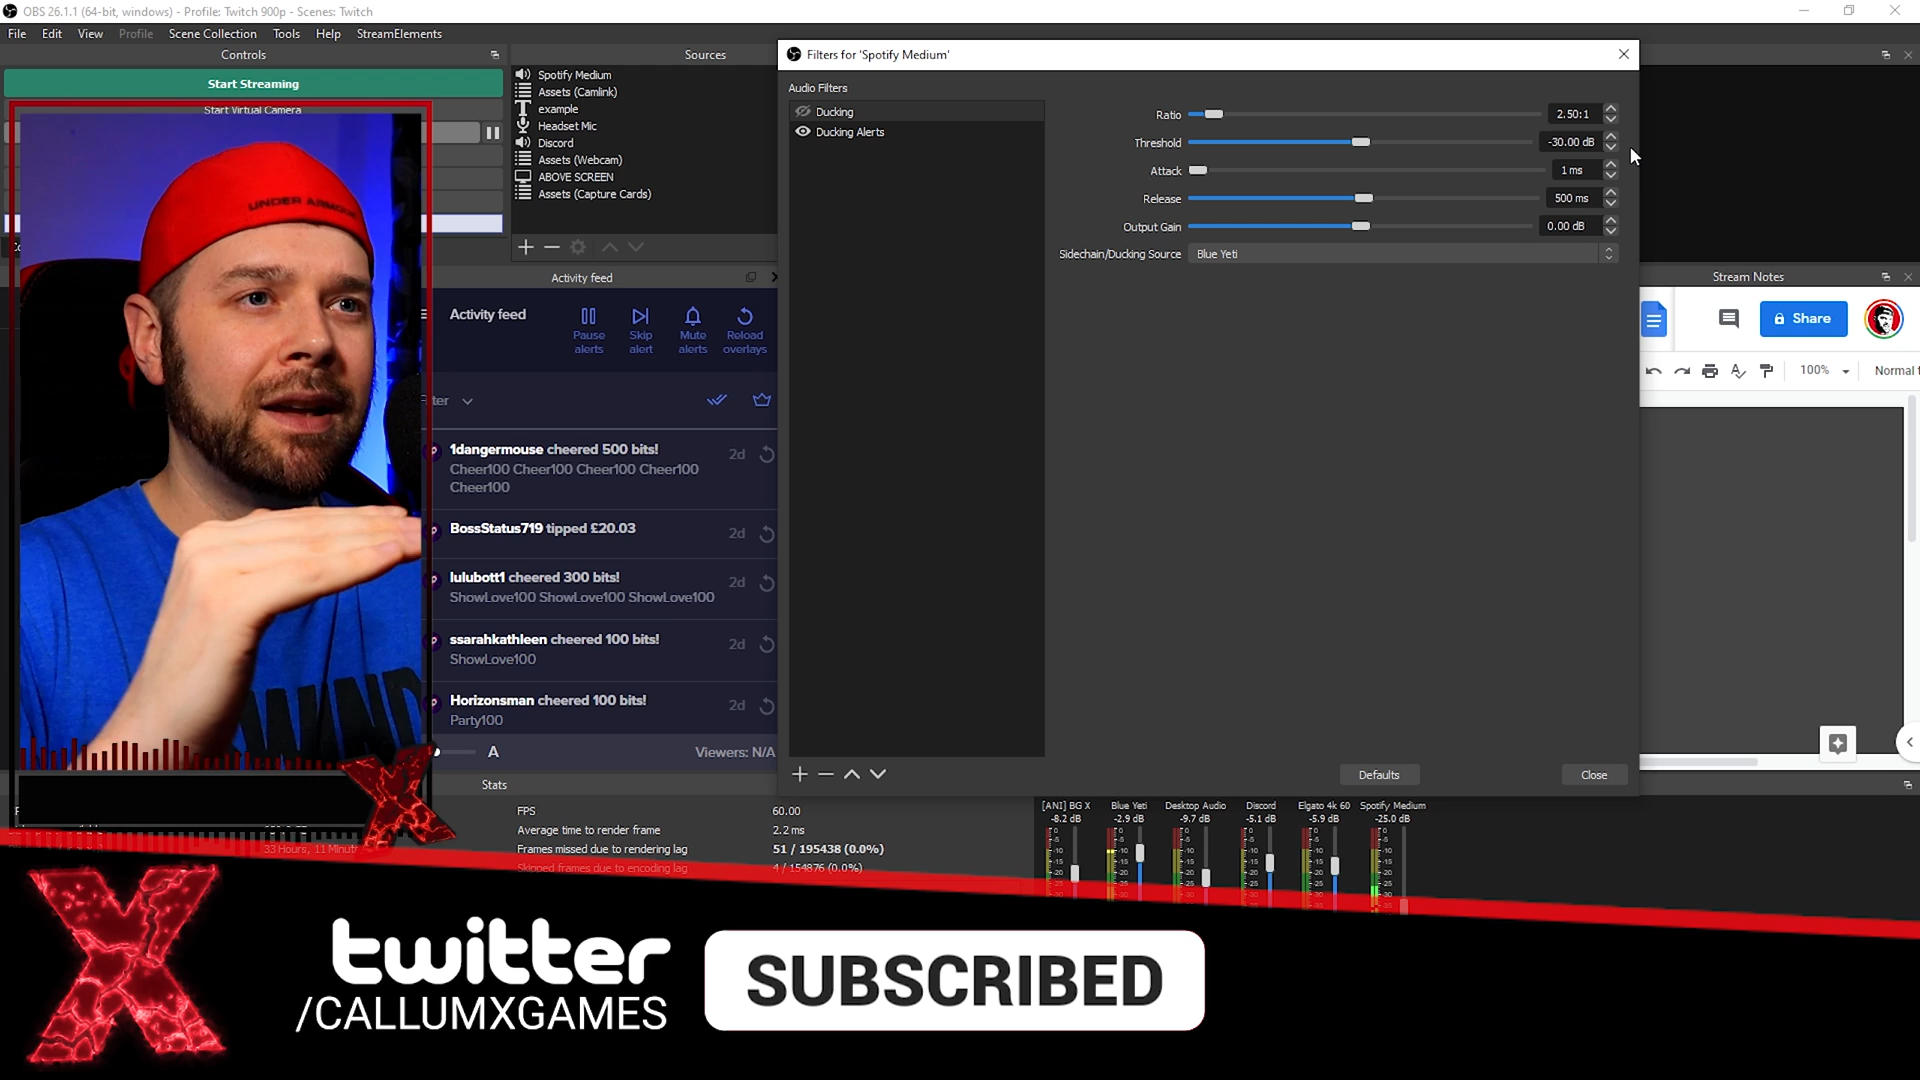 OBS 26.1.1 (64-bit, windows) - Profile: Twitch 900p - Scenes: Twitch
File Edit View Profile Scene Collection Tools Help StreamElements
Controls
Start Streaming
Start Virtual Camera
Sources
Spotify Medium
Assets (Camlink)
example
Headset Mic
Discord
Assets (Webcam)
ABOVE SCREEN
Assets (Capture Cards)
UNDER ARMOUR
Activity feed
Activity feed
Pause alerts
Skip alert
Mute alerts
Reload overlays
1dangermouse cheered 500 bits!
2d
Cheer100 Cheer100 Cheer100 Cheer100
Cheer100
BossStatus719 tipped £20.03
2d
lulubott1 cheered 300 bits!
2d
ShowLove100 ShowLove100 ShowLove100
ssarahkathleen cheered 100 bits!
2d
ShowLove100
Horizonsman cheered 100 bits!
2d
Party100
A
Viewers: N/A
Filters for 'Spotify Medium'
Audio Filters
Ducking
Ducking Alerts
Ratio 2.50:1
Threshold -30.00 dB
Attack 1 ms
Release 500 ms
Output Gain 0.00 dB
Sidechain/Ducking Source Blue Yeti
Defaults
Close
Stream Notes
Share
100%
Normal t
Stats
FPS 60.00
Average time to render frame 2.2 ms
Frames missed due to rendering lag 51 / 195438 (0.0%)
Skipped frames due to encoding lag 4 / 154876 (0.0%)
33 Hours, 11 Minut
[ANI] BG X
-8.2 dB
Blue Yeti
-2.9 dB
Desktop Audio
-9.7 dB
Discord
-5.1 dB
Elgato 4k 60
-5.9 dB
Spotify Medium
-25.0 dB
twitter
/CALLUMXGAMES
SUBSCRIBED